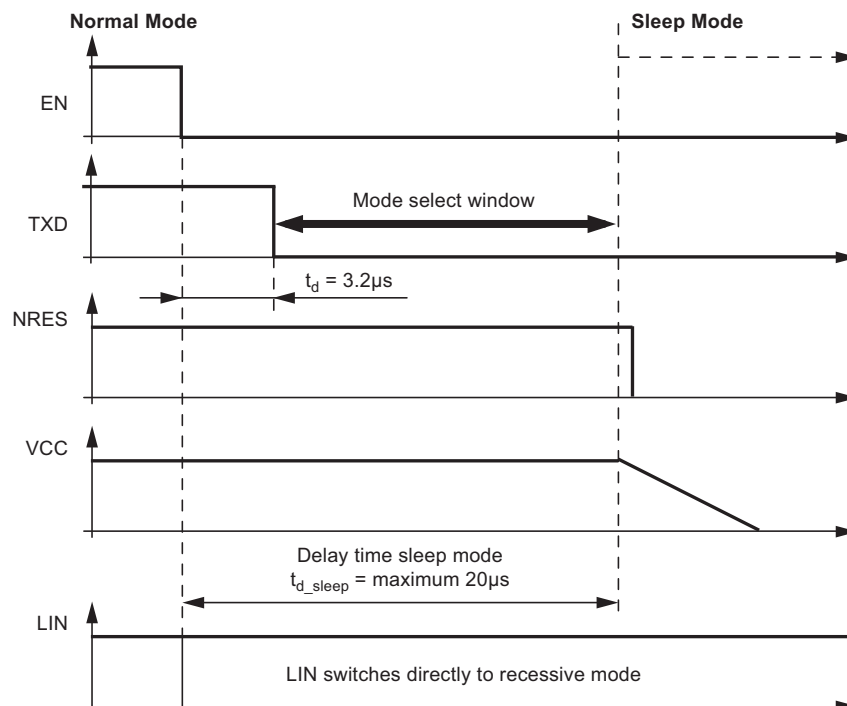 Normal Mode
Sleep Mode
EN
TXD
Mode select window
t_d = 3.2µs
NRES
VCC
Delay time sleep mode
t_d_sleep = maximum 20µs
LIN
LIN switches directly to recessive mode